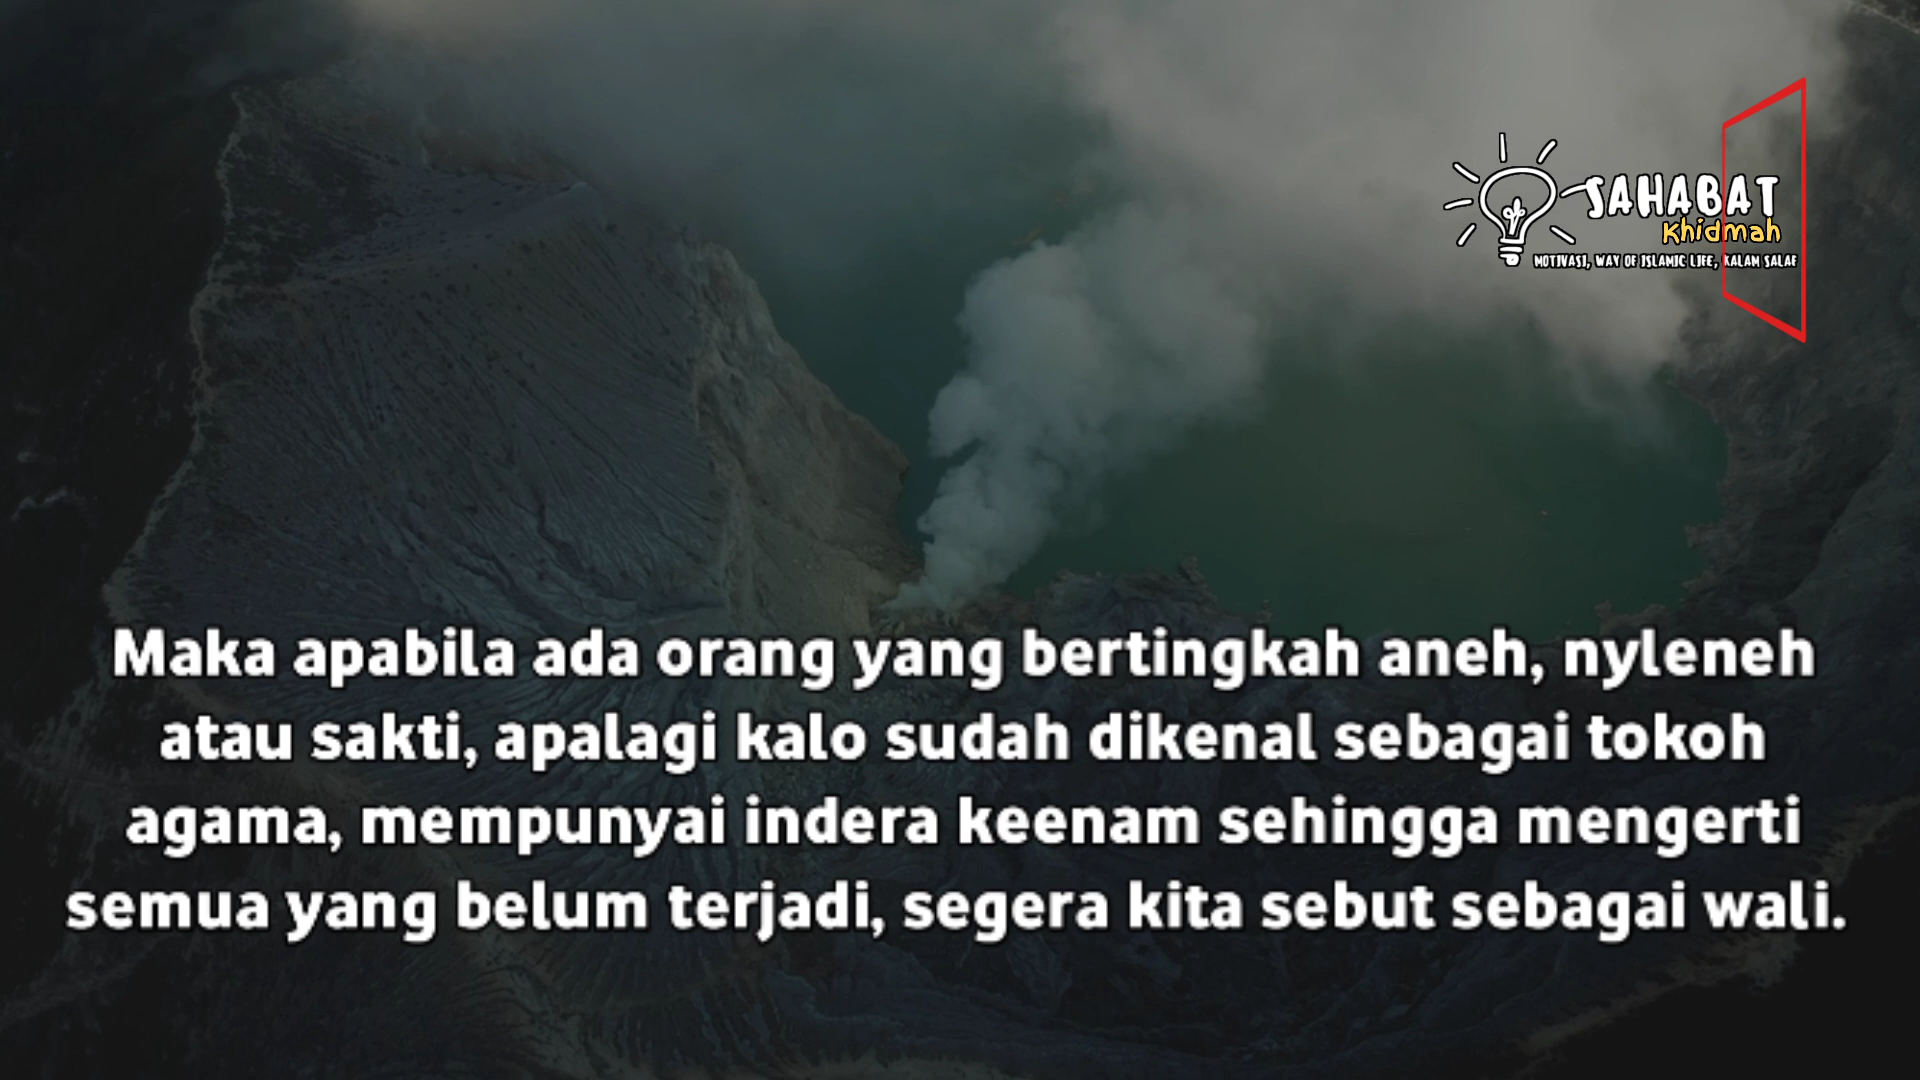 SAHABAT
Khidmah
MOTIVASI, WAY OF ISLAMIC LIFE, KALAM SALAF
Maka apabila ada orang yang bertingkah aneh, nyleneh
atau sakti, apalagi kalo sudah dikenal sebagai tokoh
agama, mempunyai indera keenam sehingga mengerti
semua yang belum terjadi, segera kita sebut sebagai wali.